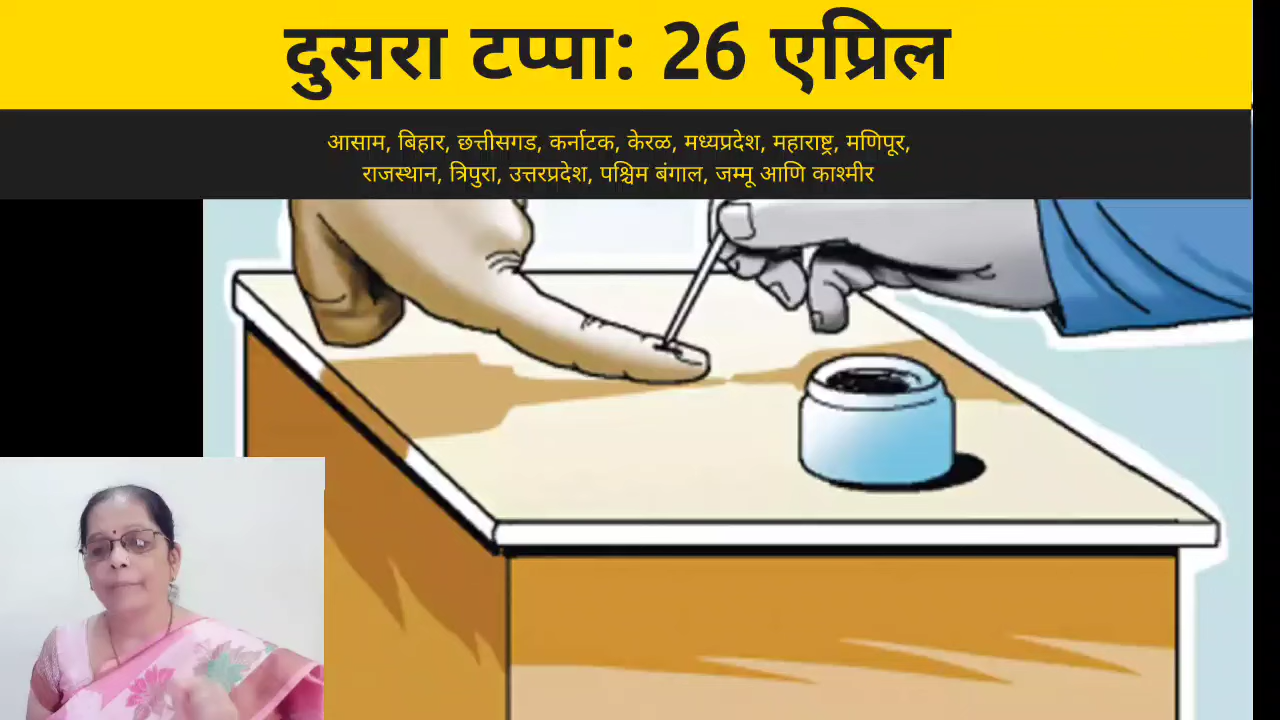 दुसरा टप्पा: 26 एप्रिल
आसाम, बिहार, छत्तीसगड, कर्नाटक, केरळ, मध्यप्रदेश, महाराष्ट्र, मणिपूर,
राजस्थान, त्रिपुरा, उत्तरप्रदेश, पश्चिम बंगाल, जम्मू आणि काश्मीर